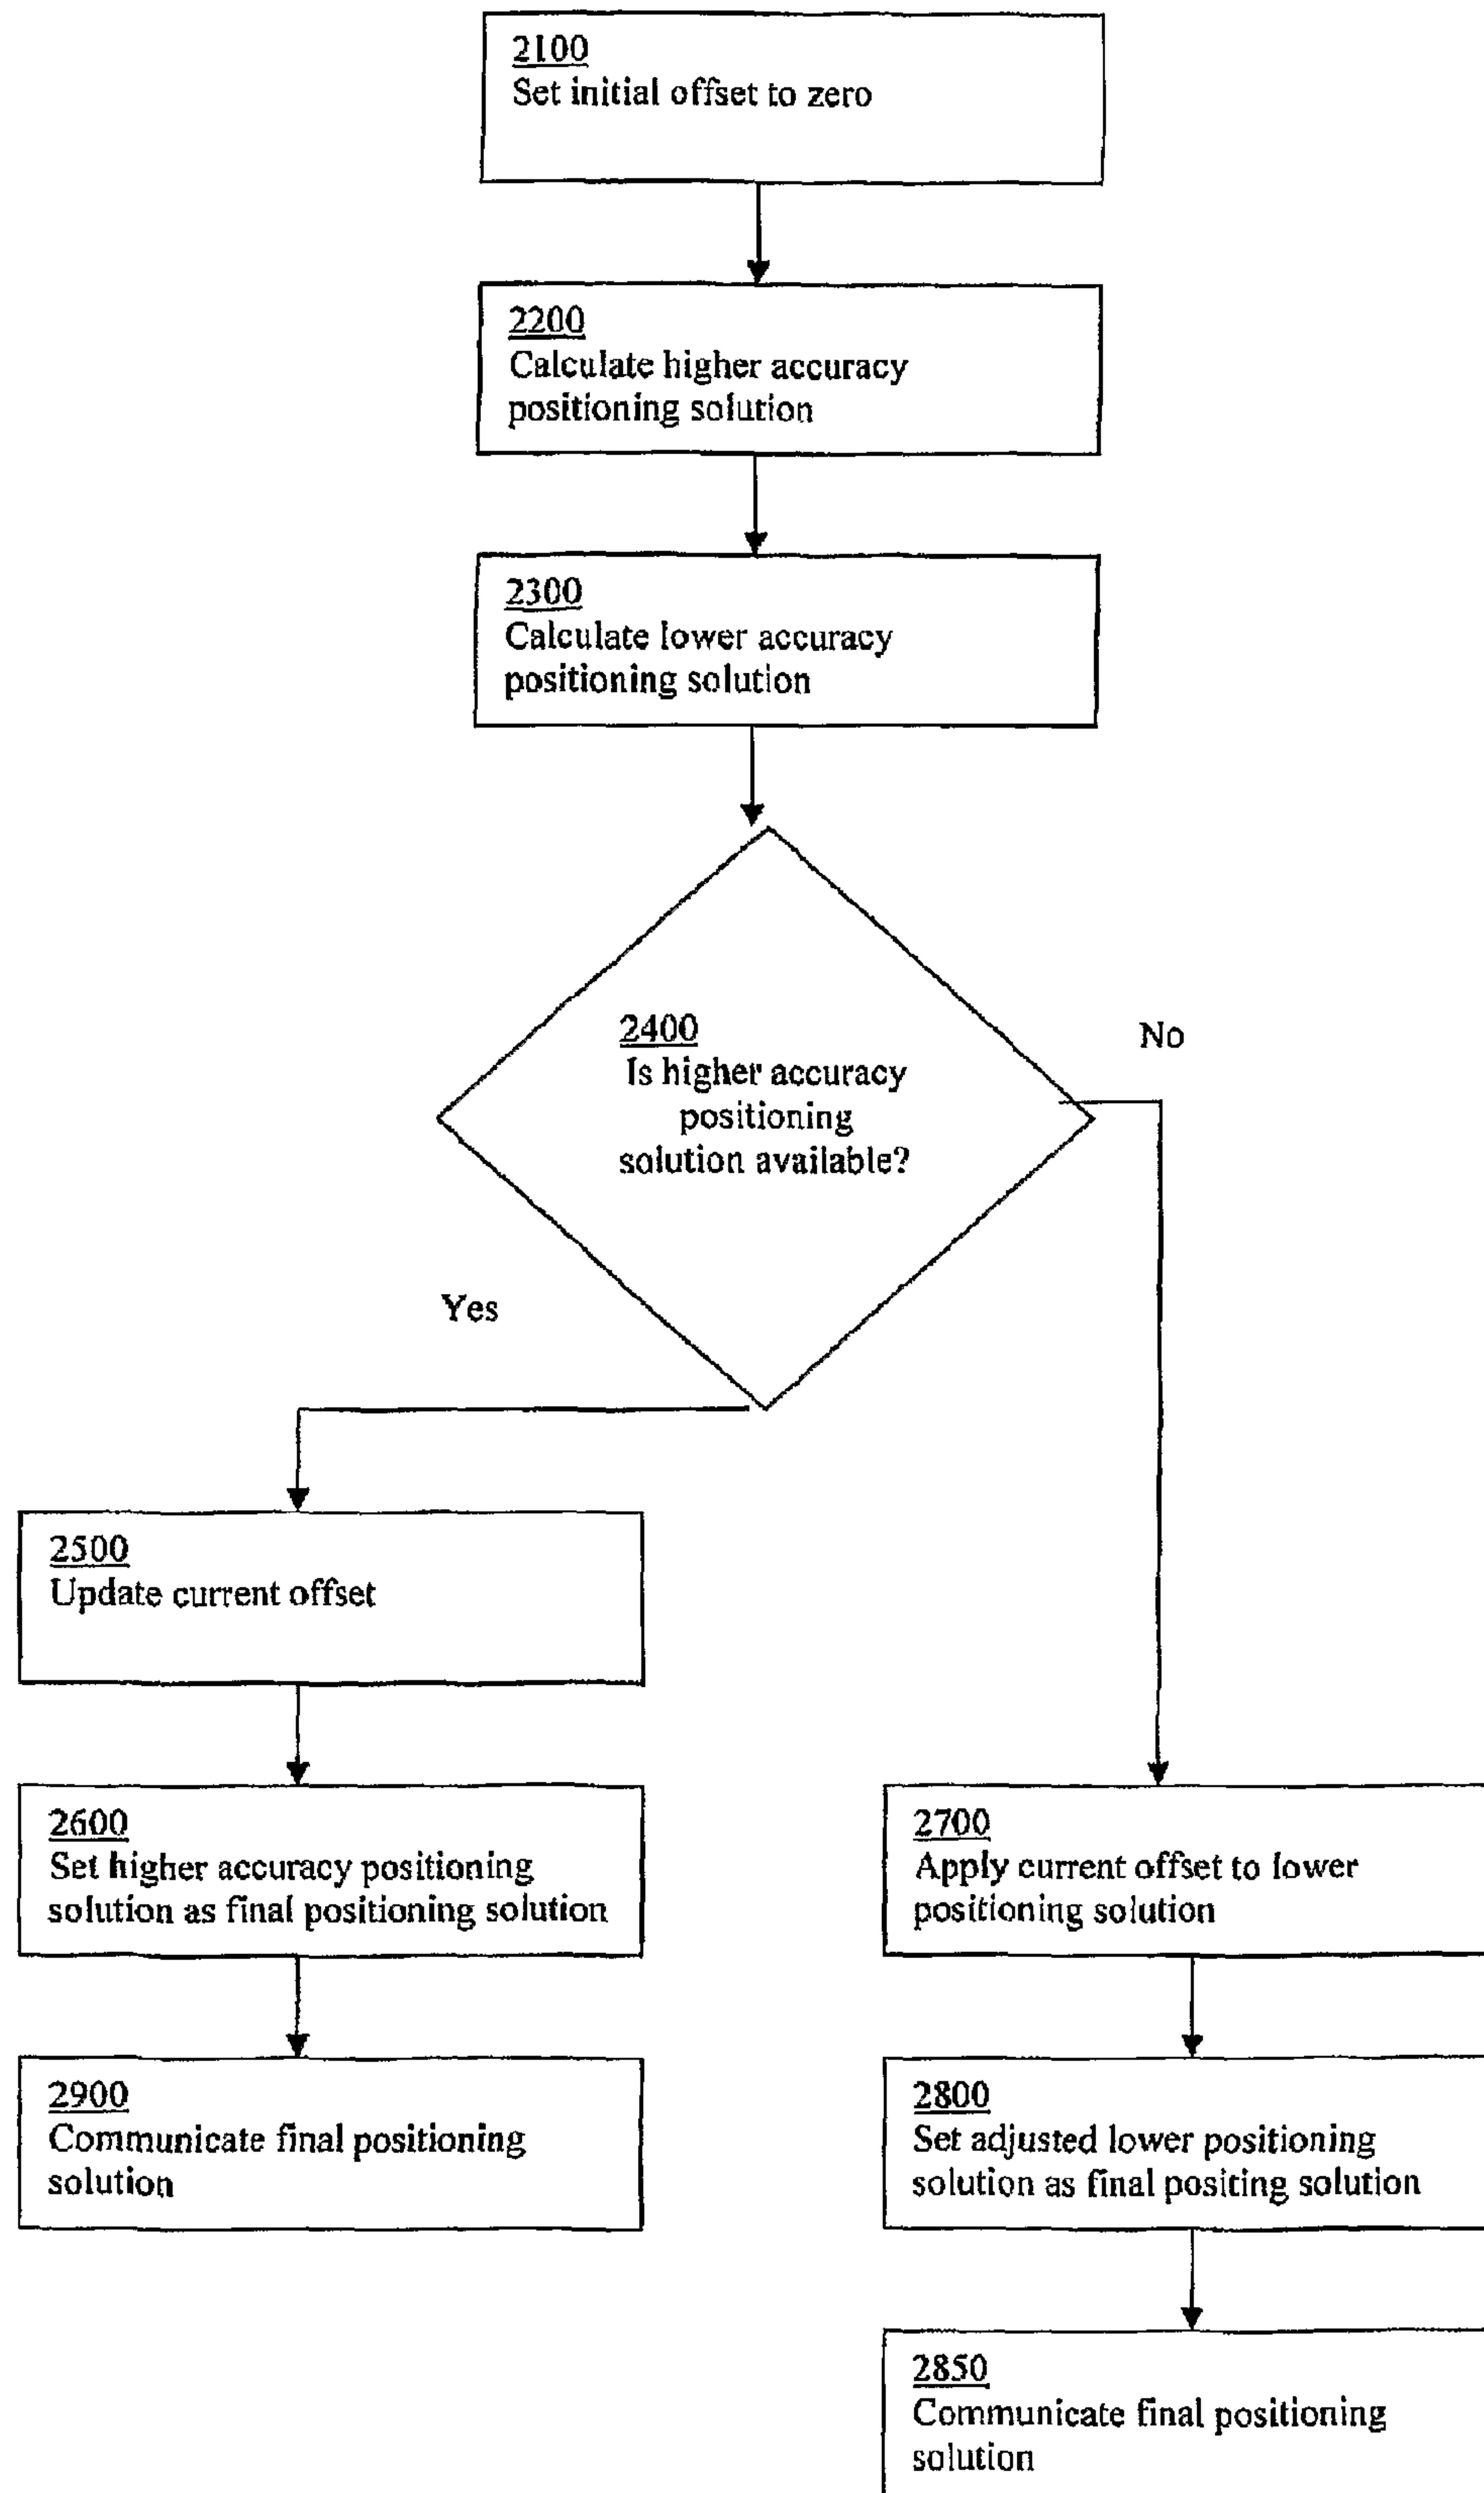 2100
Set initial offset to zero
2200
Calculate higher accuracy
positioning solution
2300
Calculate lower accuracy
positioning solution
2400
Is higher accuracy
positioning
solution available?
No
Yes
2500
Update current offset
2600
Set higher accuracy positioning
solution as final positioning solution
2700
Apply current offset to lower
positioning solution
2900
Communicate final positioning
solution
2800
Set adjusted lower positioning
solution as final positing solution
2850
Communicate final positioning
solution